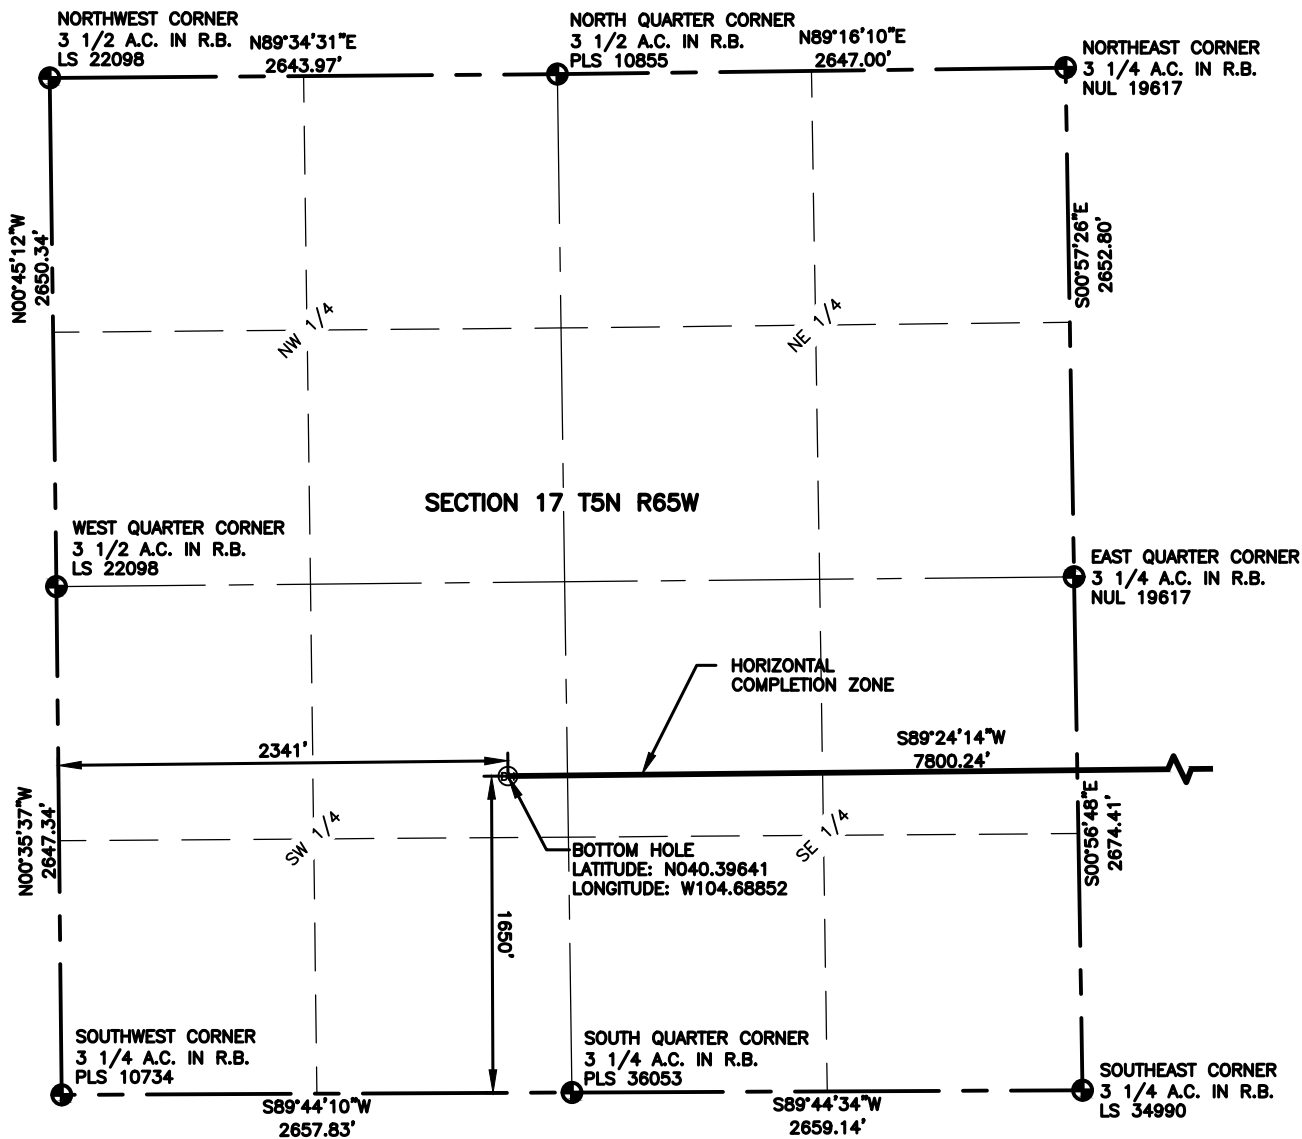 NORTHWEST CORNER
3 1/2 A.C. IN R.B.
LS 22098
N89°34'31"E
2643.97'
NORTH QUARTER CORNER
3 1/2 A.C. IN R.B.
PLS 10855
N89°16'10"E
2647.00'
NORTHEAST CORNER
3 1/4 A.C. IN R.B.
NUL 19617
N00°45'12"W
2650.34'
NW 1/4
NE 1/4
S00°57'26"E
2652.80'
SECTION 17 T5N R65W
WEST QUARTER CORNER
3 1/2 A.C. IN R.B.
LS 22098
EAST QUARTER CORNER
3 1/4 A.C. IN R.B.
NUL 19617
HORIZONTAL
COMPLETION ZONE
2341'
S89°24'14"W
7800.24'
N00°35'37"W
2647.34'
SW 1/4
SE 1/4
S00°56'48"E
2674.41'
BOTTOM HOLE
LATITUDE: N040.39641
LONGITUDE: W104.68852
1650'
SOUTHWEST CORNER
3 1/4 A.C. IN R.B.
PLS 10734
S89°44'10"W
2657.83'
SOUTH QUARTER CORNER
3 1/4 A.C. IN R.B.
PLS 36053
S89°44'34"W
2659.14'
SOUTHEAST CORNER
3 1/4 A.C. IN R.B.
LS 34990